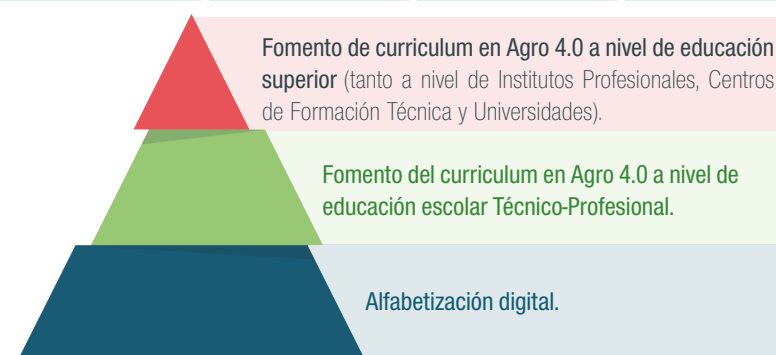 Fomento de curriculum en Agro 4.0 a nivel de educación
superior (tanto a nivel de Institutos Profesionales, Centros
de Formación Técnica y Universidades).
Fomento del curriculum en Agro 4.0 a nivel de
educación escolar Técnico-Profesional.
Alfabetización digital.